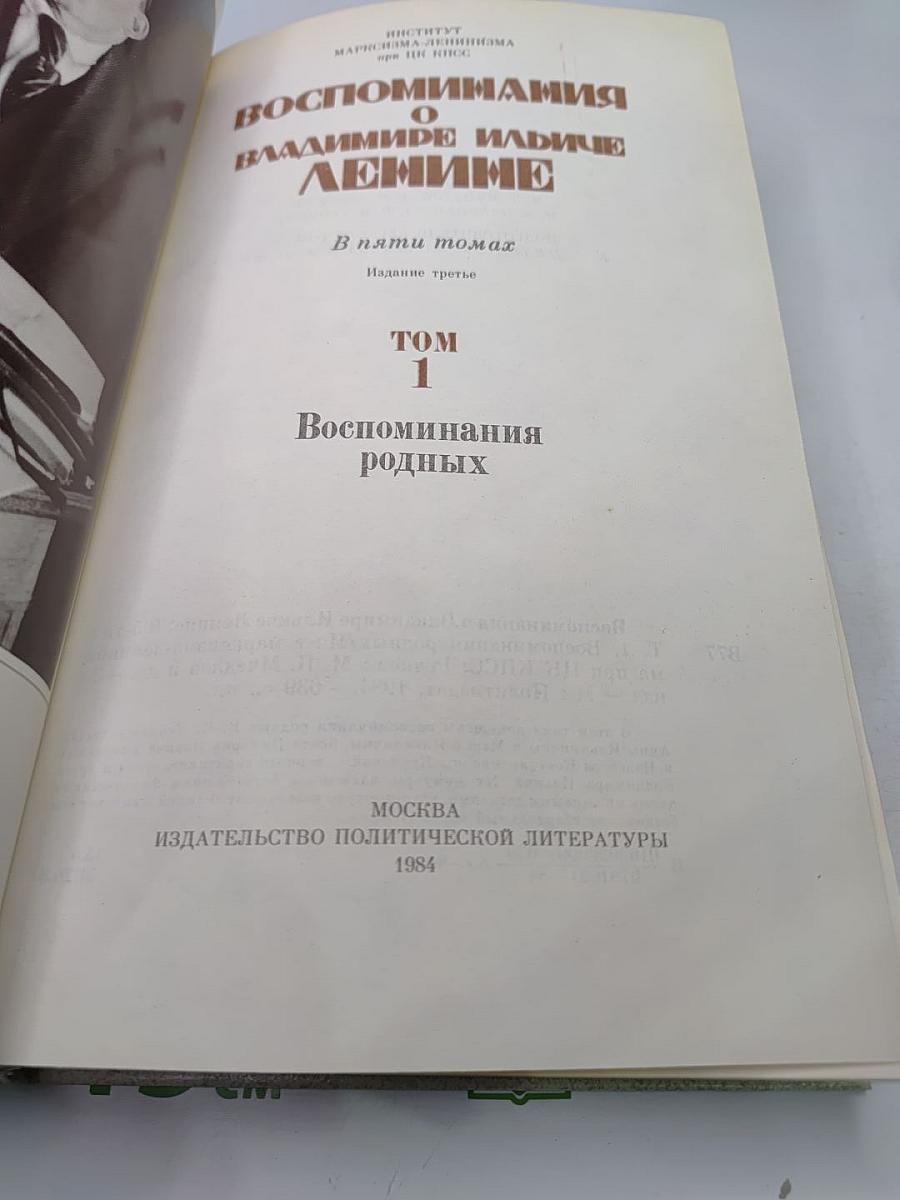 ИНСТИТУТ
МАРКСИЗМА-ЛЕНИНИЗМА
при ЦК КПСС
ВОСПОМИНАНИЯ
О
ВЛАДИМИРЕ ИЛЬИЧЕ
ЛЕНИНЕ
В пяти томах
Издание третье
ТОМ
1
Воспоминания
родных
МОСКВА
ИЗДАТЕЛЬСТВО ПОЛИТИЧЕСКОЙ ЛИТЕРАТУРЫ
1984
см